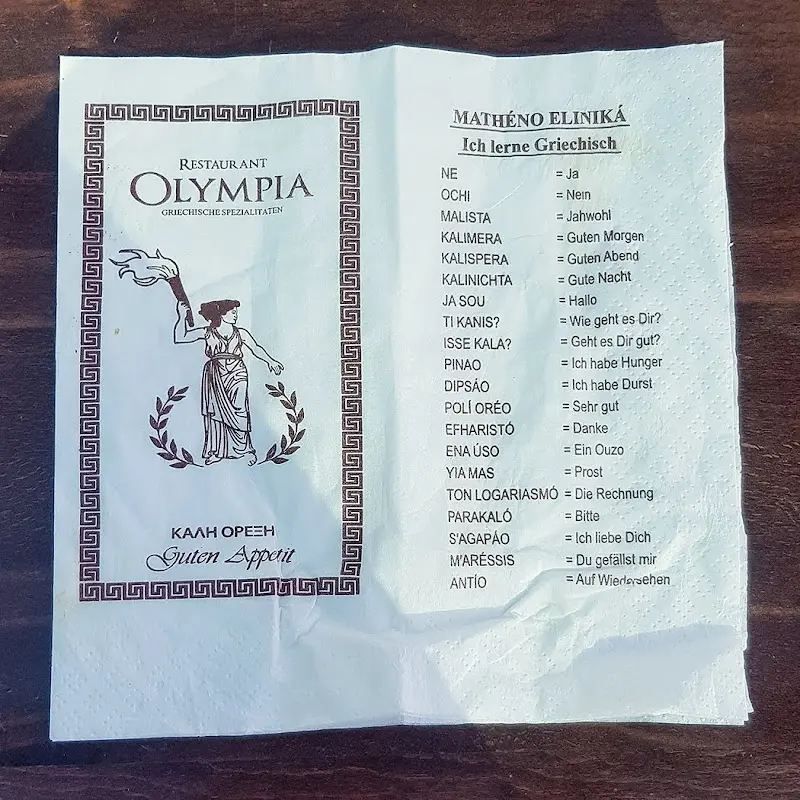 RESTAURANT
OLYMPIA
GRIECHISCHE SPEZIALITATEN
ΚΑΛΗ ΟΡΕΞΗ
Guten Appetit
MATHÉNO ELINIKÁ
Ich lerne Griechisch
NE = Ja
OCHI = Nein
MALISTA = Jahwohl
KALIMERA = Guten Morgen
KALISPERA = Guten Abend
KALINICHTA = Gute Nacht
JA SOU = Hallo
TI KANIS? = Wie geht es Dir?
ISSE KALA? = Geht es Dir gut?
PINAO = Ich habe Hunger
DIPSÁO = Ich habe Durst
POLÍ ORÉO = Sehr gut
EFHARISTÓ = Danke
ENA ÚSO = Ein Ouzo
YIA MAS = Prost
TON LOGARIASMÓ = Die Rechnung
PARAKALÓ = Bitte
S'AGAPÁO = Ich liebe Dich
M'ARÉSSIS = Du gefällst mir
ANTÍO = Auf Wiedersehen